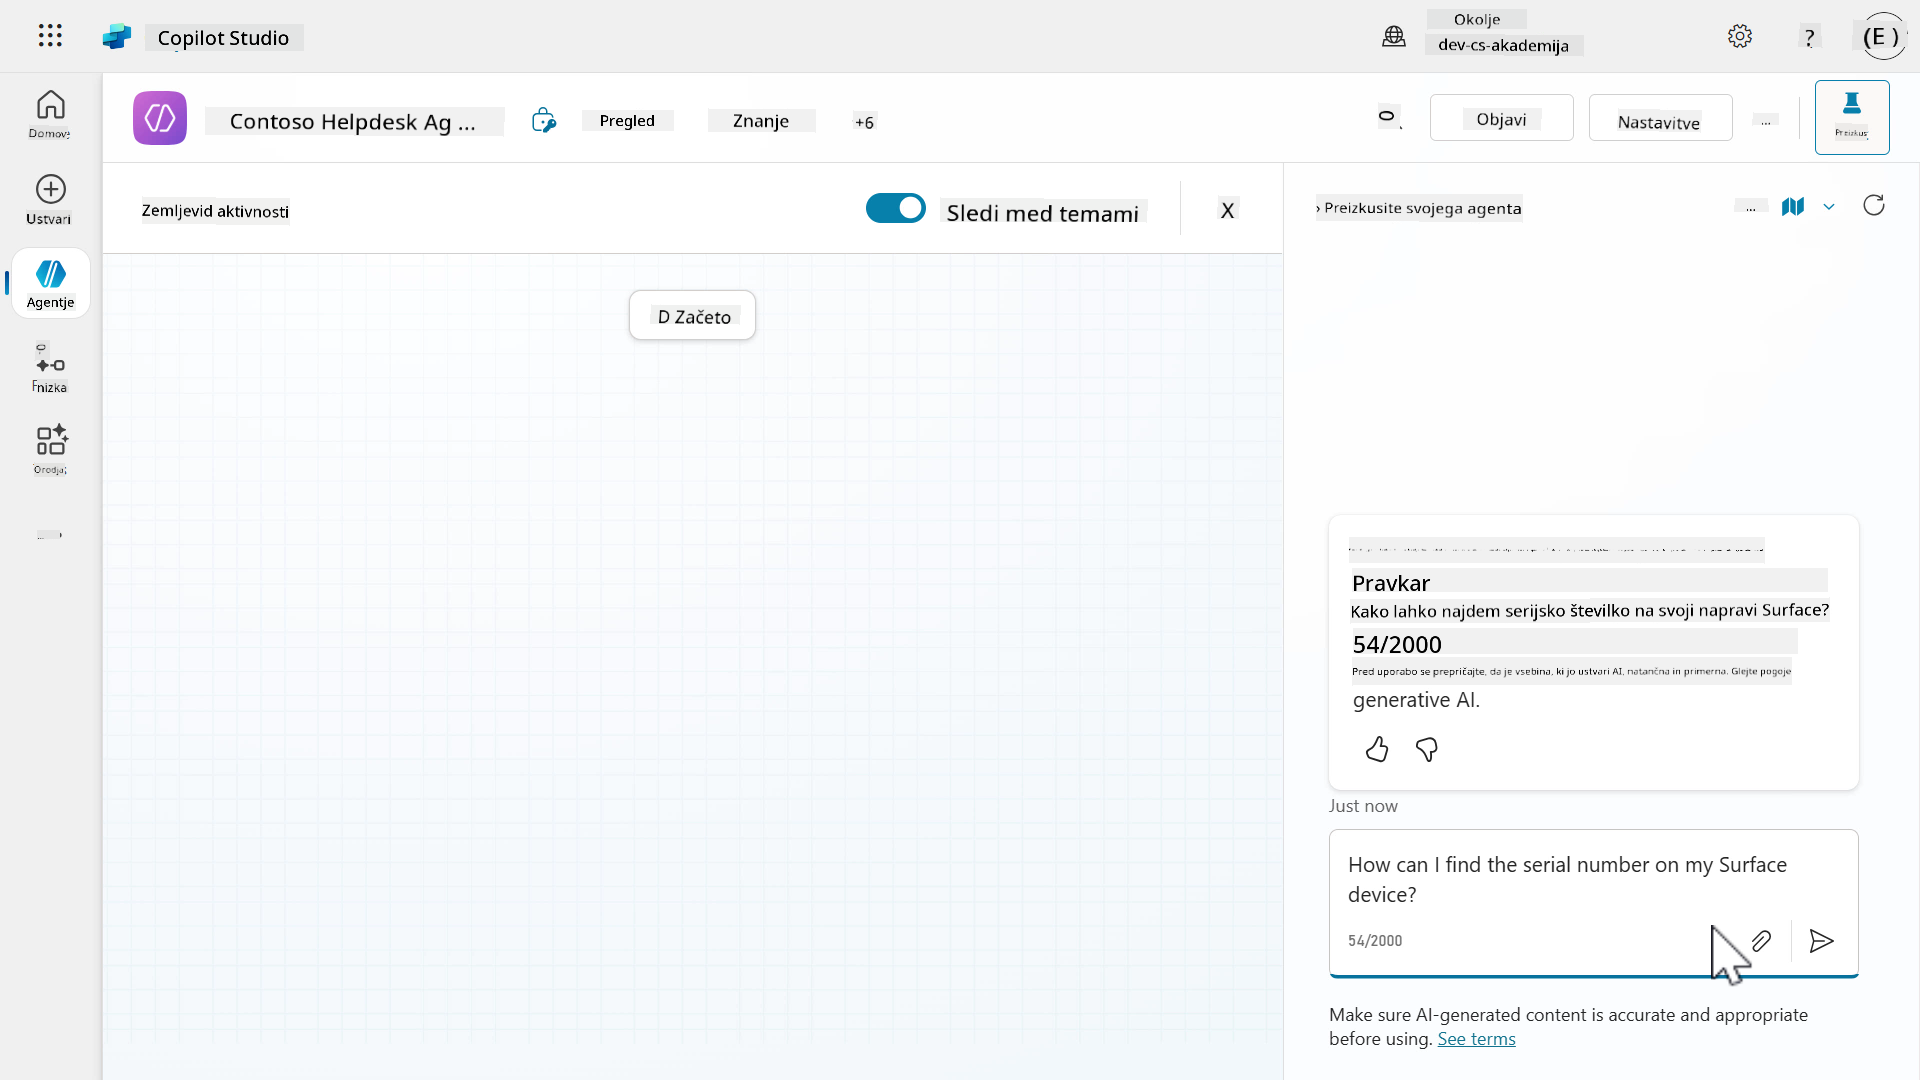 Copilot Studio
Okolje
dev-cs-akademija
?
(E )
Contoso Helpdesk Ag ...
Pregled
Znanje
+6
Objavi
Nastavitve
...
Domov
Ustvari
Agentje
Orodja
Zemljevid aktivnosti
Sledi med temami
X
› Preizkusite svojega agenta
...
D Začeto
Pravkar
Kako lahko najdem serijsko številko na svoji napravi Surface?
54/2000
Pred uporabo se prepričajte, da je vsebina, ki jo ustvari AI, natančna in primerna. Glejte pogoje
generative AI.
Just now
How can I find the serial number on my Surface
device?
54/2000
Make sure AI-generated content is accurate and appropriate
before using. See terms